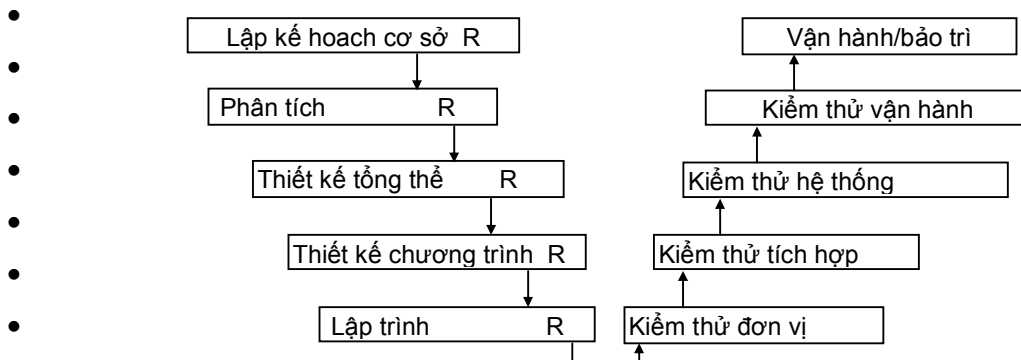 Lập kế hoach cơ sở R
Vận hành/bảo trì
Phân tích R
Kiểm thử vận hành
Thiết kế tổng thể R
Kiểm thử hệ thống
Thiết kế chương trình R
Kiểm thử tích hợp
Lập trình R
Kiểm thử đơn vị